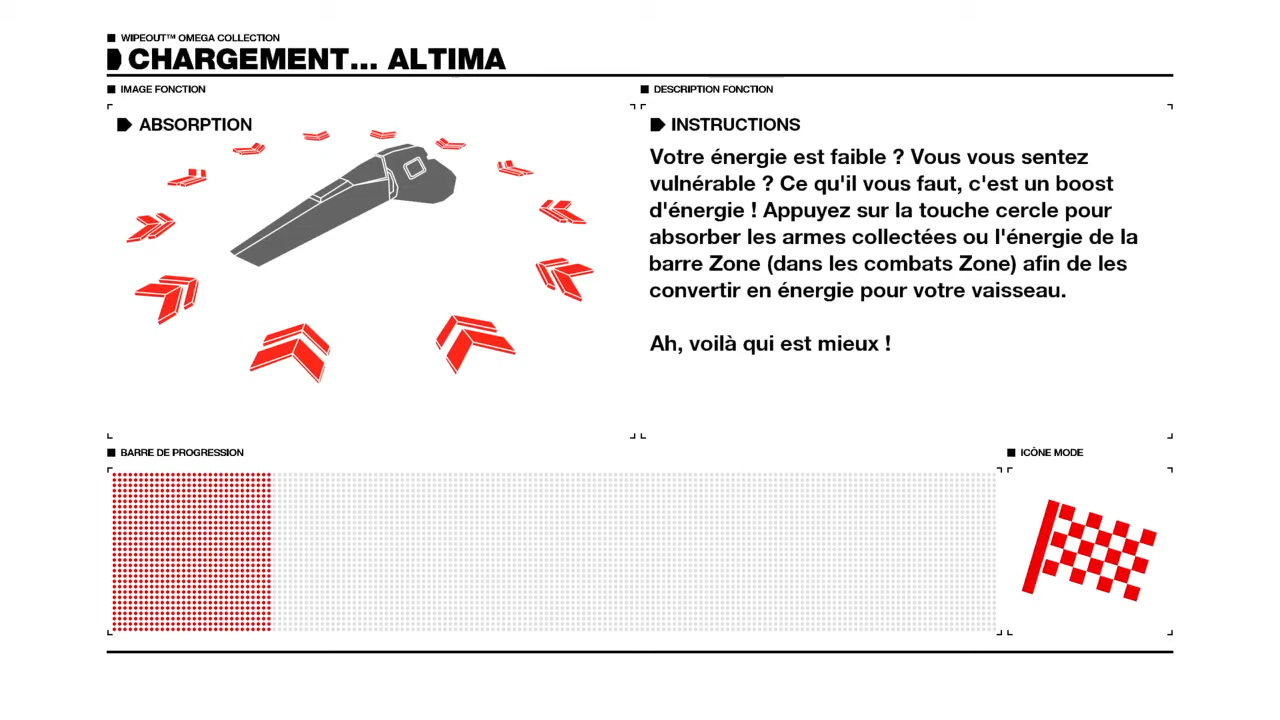 WIPEOUT™ OMEGA COLLECTION
CHARGEMENT... ALTIMA
IMAGE FONCTION
ABSORPTION
DESCRIPTION FONCTION
INSTRUCTIONS
Votre énergie est faible ? Vous vous sentez
vulnérable ? Ce qu'il vous faut, c'est un boost
d'énergie ! Appuyez sur la touche cercle pour
absorber les armes collectées ou l'énergie de la
barre Zone (dans les combats Zone) afin de les
convertir en énergie pour votre vaisseau.
Ah, voilà qui est mieux !
BARRE DE PROGRESSION
ICÔNE MODE